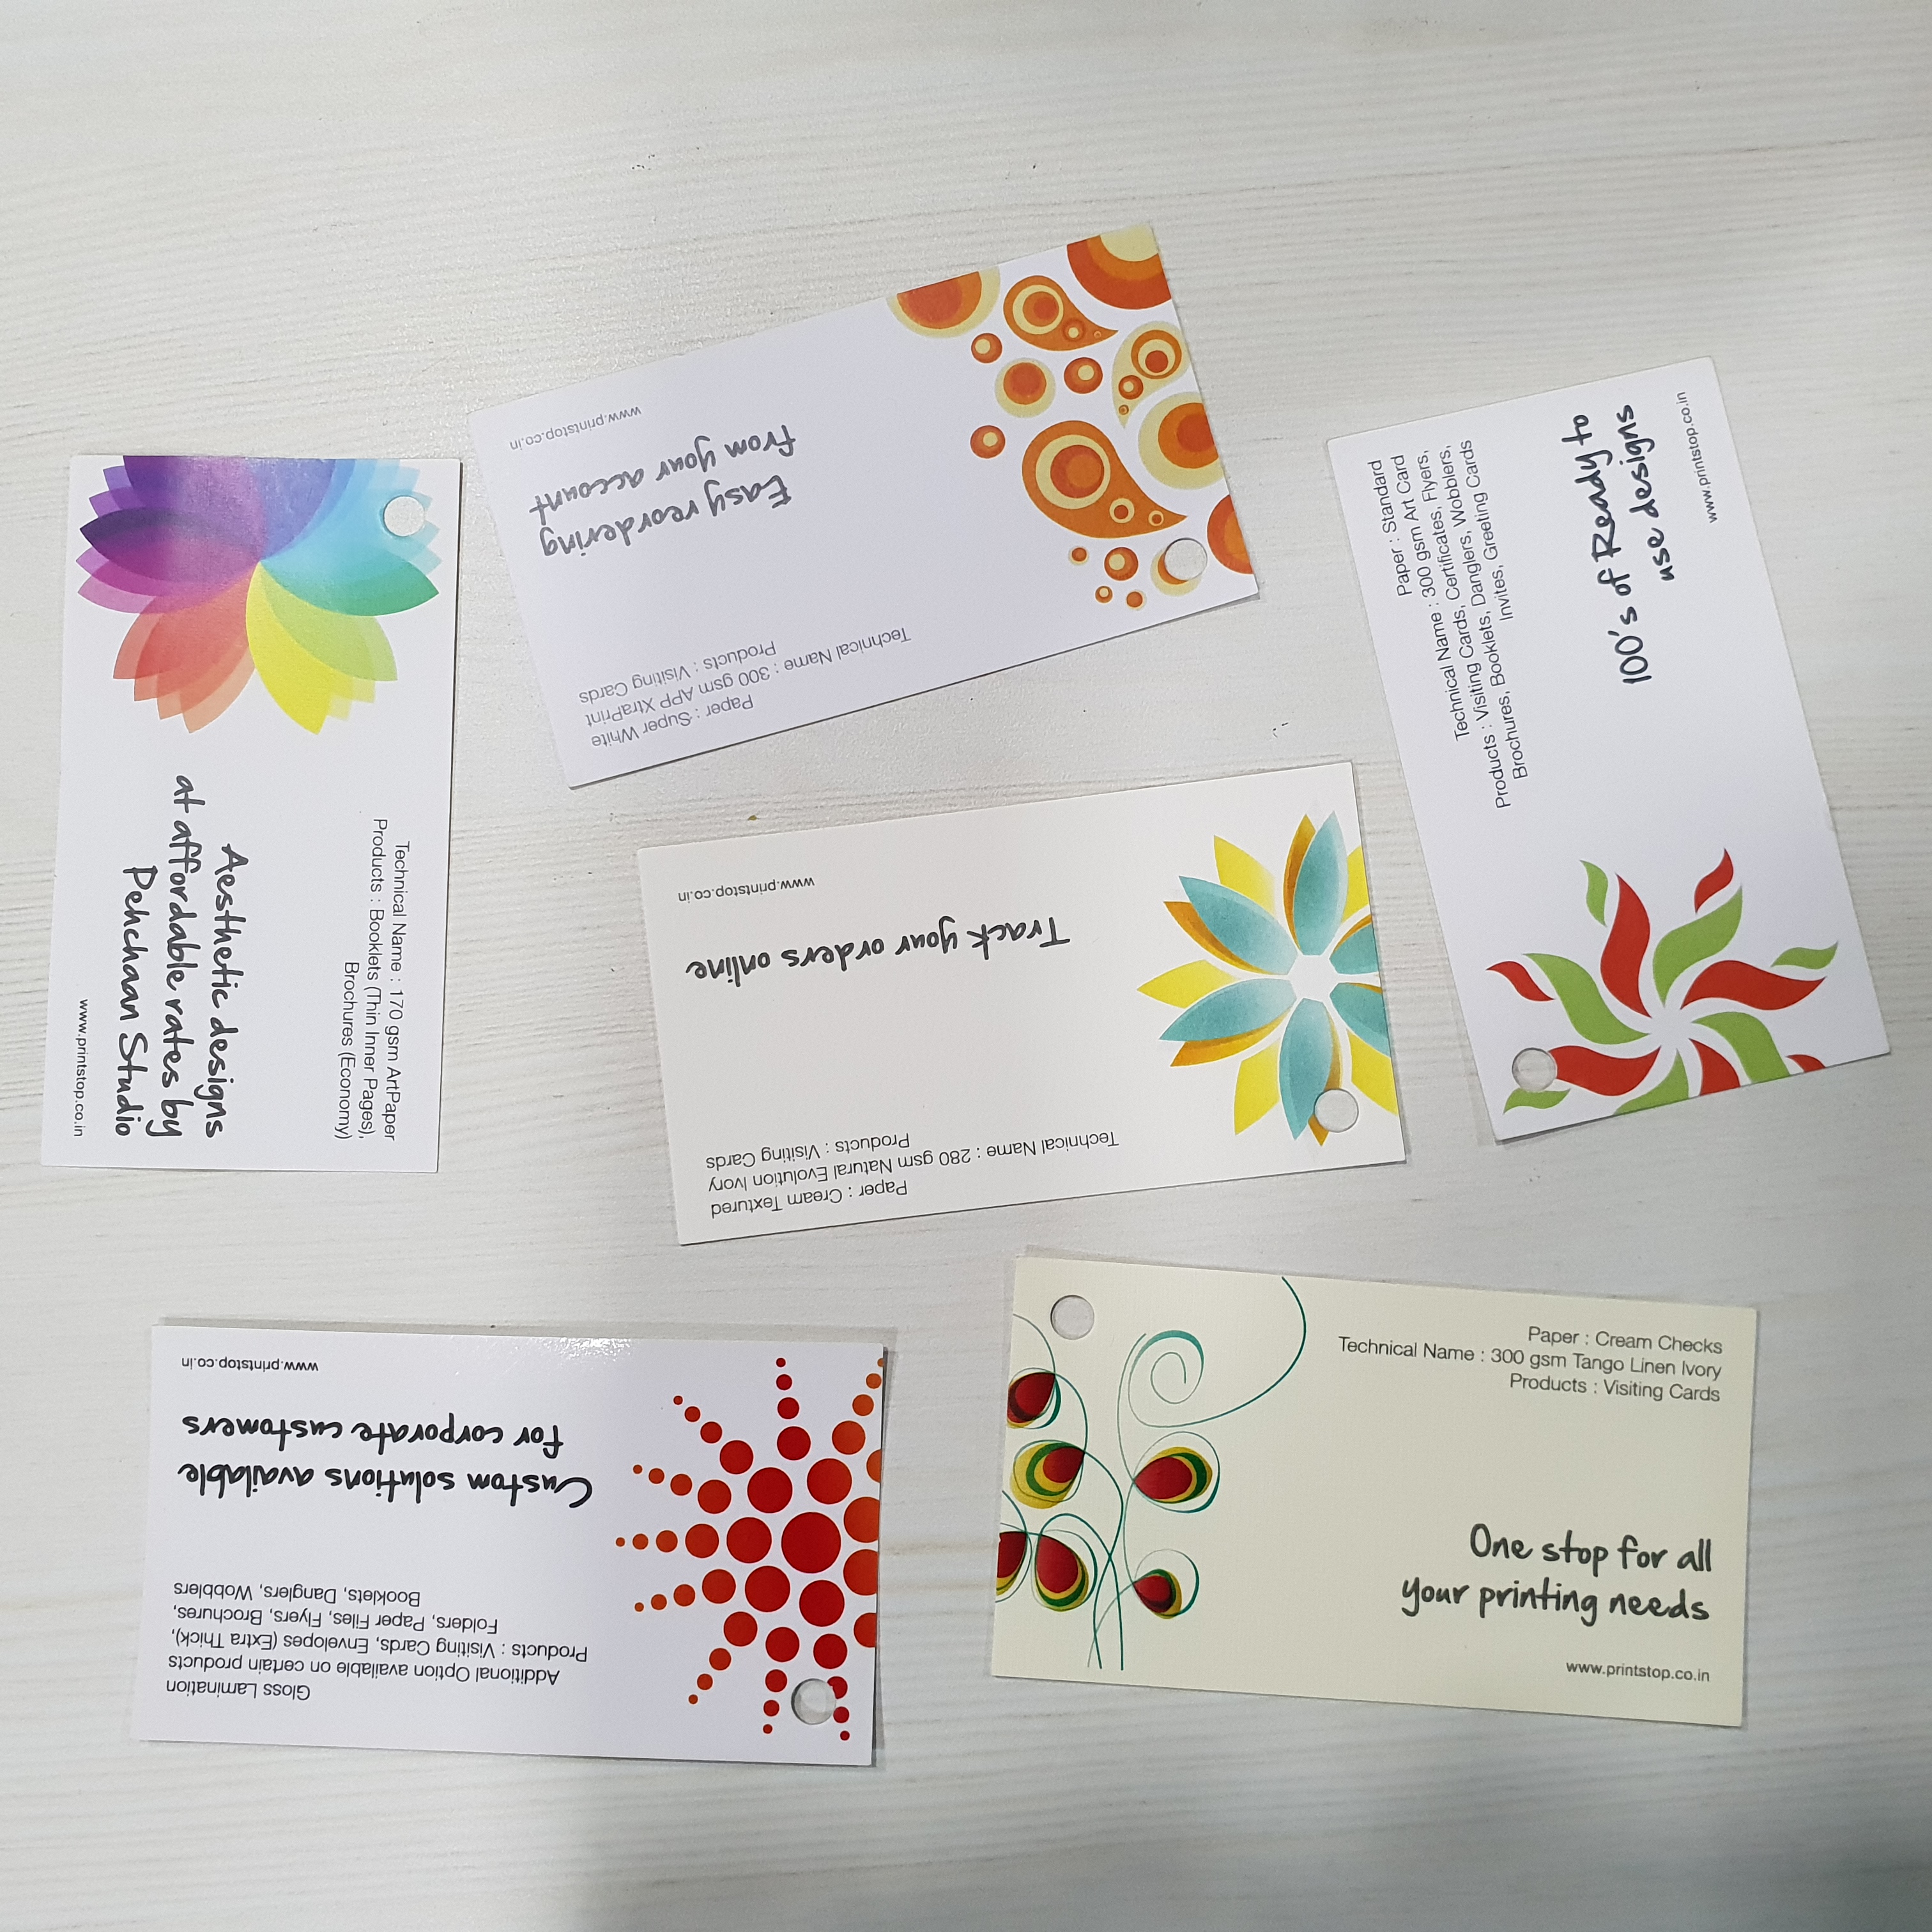 Technical Name : 170 gsm ArtPaper
Products : Booklets (Thin Inner Pages),
Brochures (Economy)
Aesthetic designs
at affordable rates by
Pehchaan Studio
www.printstop.co.in
Paper : Super White
Technical Name : 300 gsm APP XtraPrint
Products : Visiting Cards
Easy reordering
from your account
www.printstop.co.in
Paper : Standard
Technical Name : 300 gsm Art Card
Products : Visiting Cards, Certificates, Flyers,
Brochures, Booklets, Danglers, Wobblers,
Invites, Greeting Cards
100's of Ready to
use designs
www.printstop.co.in
Paper : Cream Textured
Technical Name : 280 gsm Natural Evolution Ivory
Products : Visiting Cards
Track your orders online
www.printstop.co.in
Gloss Lamination
Additional Option available on certain products
Products : Visiting Cards, Envelopes (Extra Thick),
Folders, Paper Files, Flyers, Brochures,
Booklets, Danglers, Wobblers
Custom solutions available
for corporate customers
www.printstop.co.in
Paper : Cream Checks
Technical Name : 300 gsm Tango Linen Ivory
Products : Visiting Cards
One stop for all
your printing needs
www.printstop.co.in